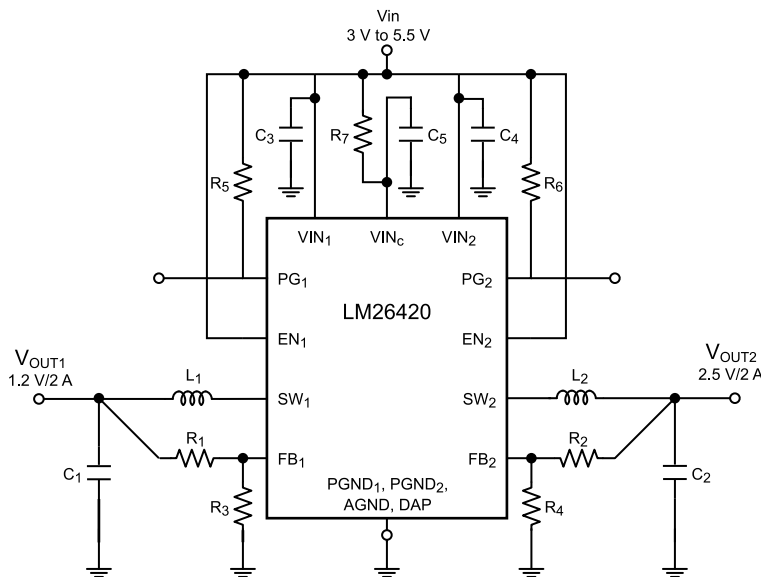 Vin
3 V to 5.5 V
C3
R7
C5
C4
R5
R6
VIN1
VINc
VIN2
PG1
PG2
LM26420
EN1
EN2
VOUT1
1.2 V/2 A
L1
SW1
SW2
L2
VOUT2
2.5 V/2 A
R1
FB1
FB2
R2
C1
R3
PGND1, PGND2,
AGND, DAP
R4
C2